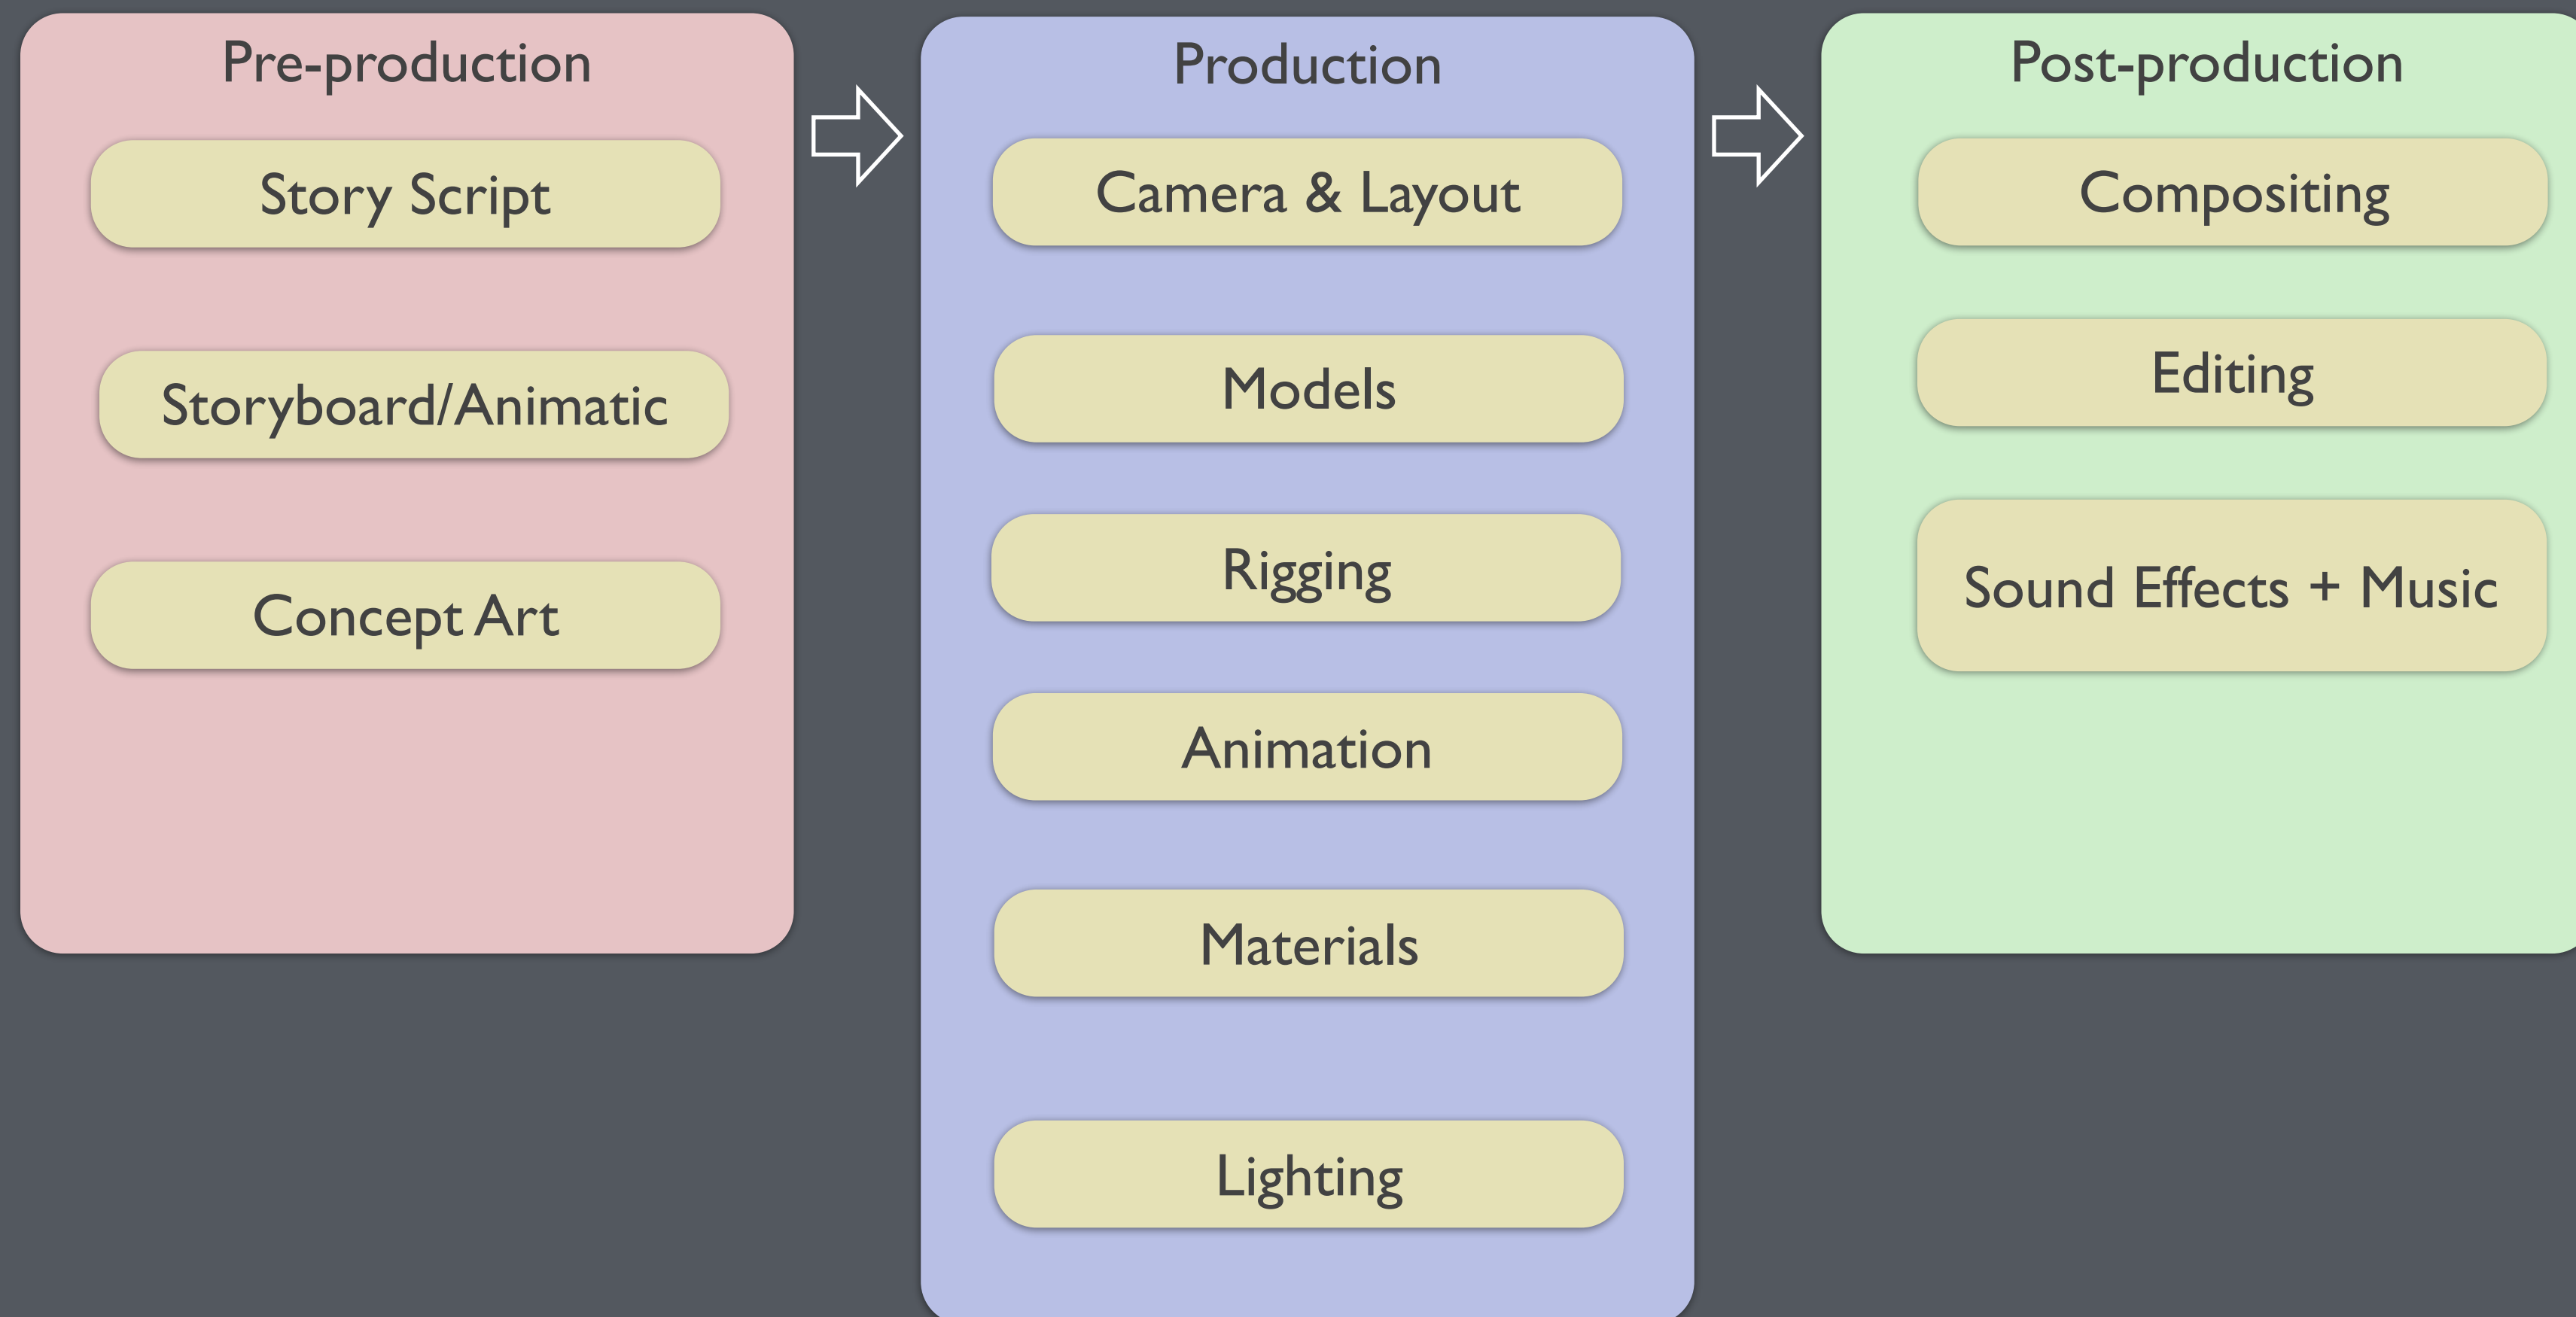 Pre-production
Story Script
Storyboard/Animatic
Concept Art
Production
Camera & Layout
Models
Rigging
Animation
Materials
Lighting
Post-production
Compositing
Editing
Sound Effects + Music